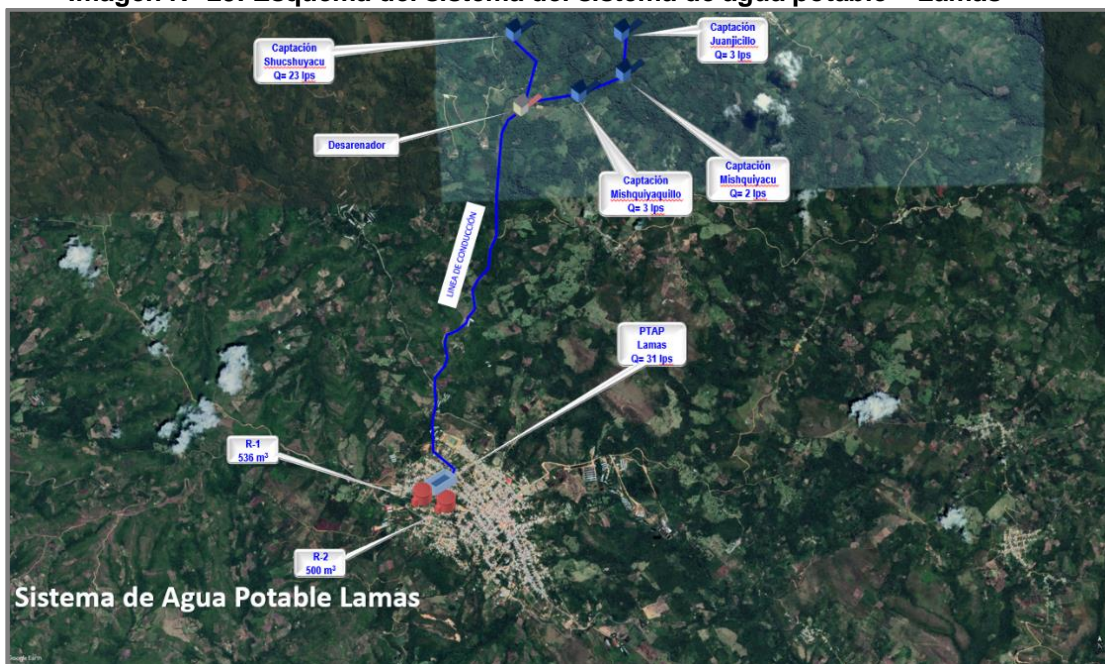 Imagen N° Esquema del sistema del sistema de agua potable – Lamas
Captación
Shucshuyacu
Q= 23 lps
Captación
Juanjicillo
Q= 3 lps
Desarenador
Captación
Mishquiyaquillo
Q= 3 lps
Captación
Mishquiyacu
Q= 2 lps
LINEA DE CONDUCCIÓN
PTAP
Lamas
Q= 31 lps
R-1
536 m³
R-2
500 m³
Sistema de Agua Potable Lamas
Google Earth